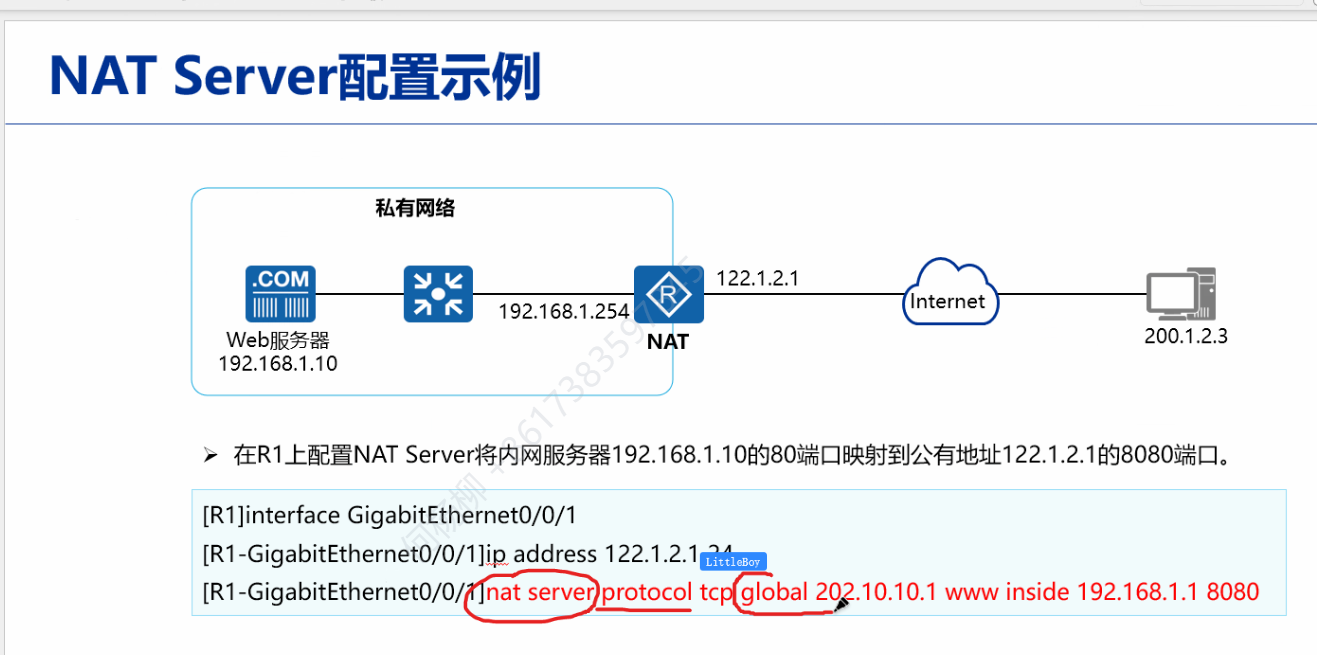 NAT Server配置示例
私有网络
.COM
122.1.2.1
192.168.1.254
R
Internet
Web服务器
192.168.1.10
NAT
200.1.2.3
➢ 在R1上配置NAT Server将内网服务器192.168.1.10的80端口映射到公有地址122.1.2.1的8080端口。
[R1]interface GigabitEthernet0/0/1
[R1-GigabitEthernet0/0/1]ip address 122.1.2.1 24
LittleBoy
[R1-GigabitEthernet0/0/1]nat server protocol tcp global 202.10.10.1 www inside 192.168.1.1 8080